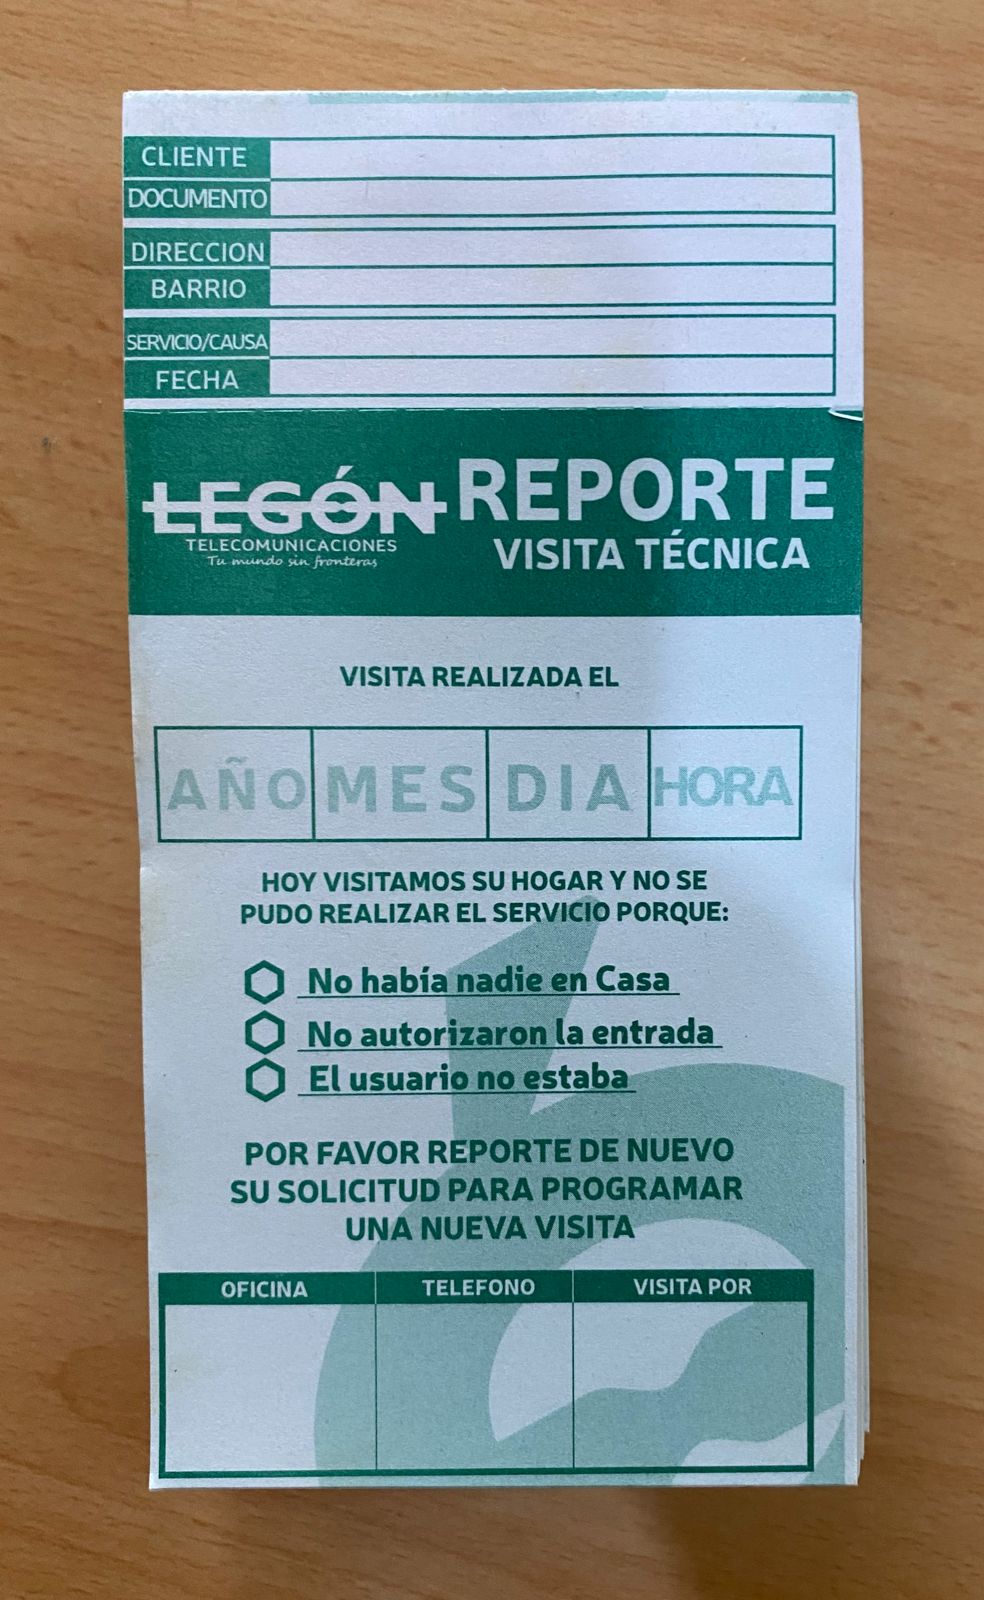 CLIENTE
DOCUMENTO
DIRECCION
BARRIO
SERVICIO/CAUSA
FECHA
LEGÓN
TELECOMUNICACIONES
Tu mundo sin fronteras
REPORTE
VISITA TÉCNICA
VISITA REALIZADA EL
AÑO MES DIA HORA
HOY VISITAMOS SU HOGAR Y NO SE
PUDO REALIZAR EL SERVICIO PORQUE:
No había nadie en Casa
No autorizaron la entrada
El usuario no estaba
POR FAVOR REPORTE DE NUEVO
SU SOLICITUD PARA PROGRAMAR
UNA NUEVA VISITA
OFICINA TELEFONO VISITA POR